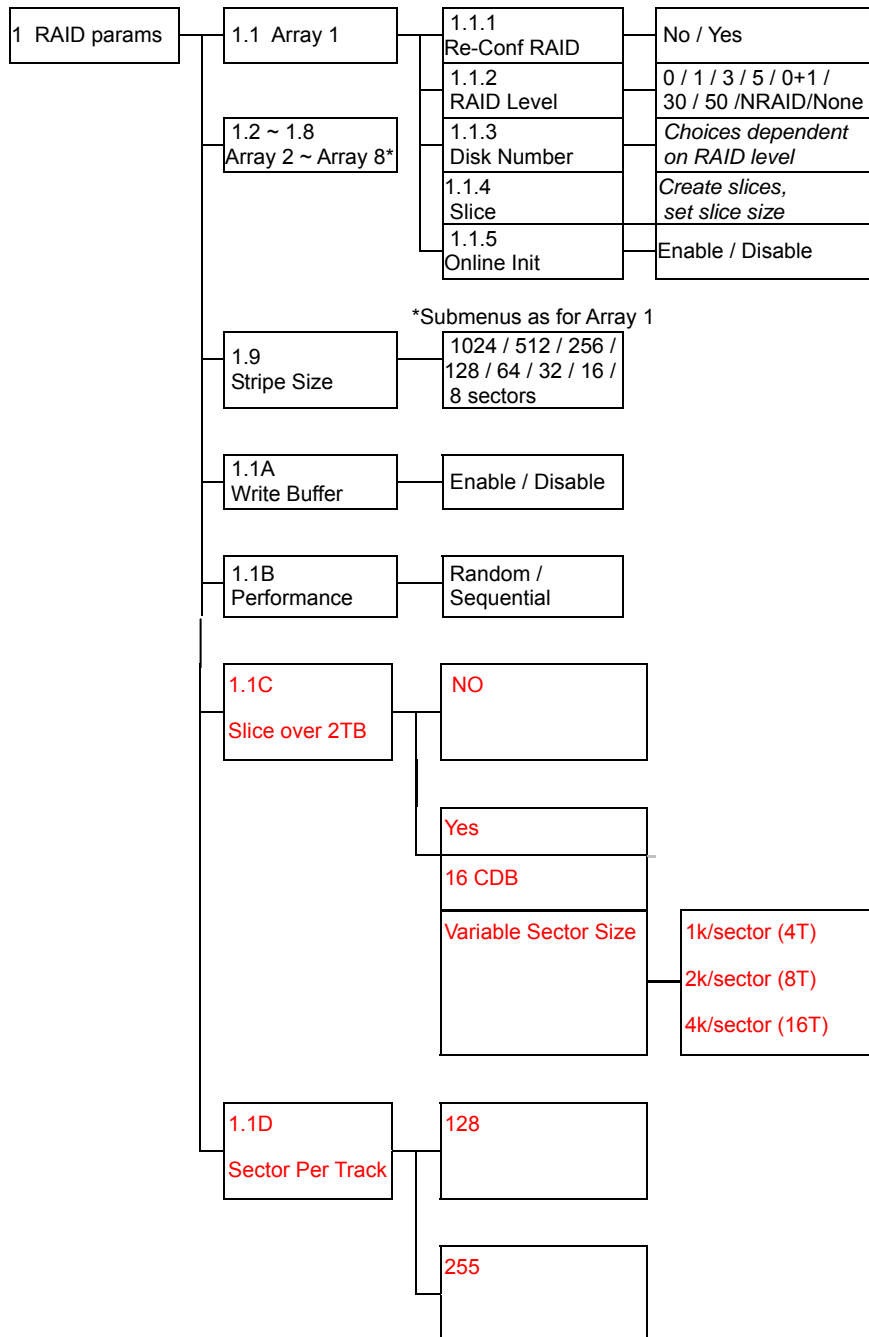 1 RAID params
1.1 Array 1
1.1.1
Re-Conf RAID
No / Yes
1.1.2
RAID Level
0 / 1 / 3 / 5 / 0+1 /
30 / 50 /NRAID/None
1.2 ~ 1.8
Array 2 ~ Array 8*
1.1.3
Disk Number
Choices dependent
on RAID level
1.1.4
Slice
Create slices,
set slice size
1.1.5
Online Init
Enable / Disable
*Submenus as for Array 1
1.9
Stripe Size
1024 / 512 / 256 /
128 / 64 / 32 / 16 /
8 sectors
1.1A
Write Buffer
Enable / Disable
1.1B
Performance
Random /
Sequential
1.1C
Slice over 2TB
NO
Yes
16 CDB
Variable Sector Size
1k/sector (4T)
2k/sector (8T)
4k/sector (16T)
1.1D
Sector Per Track
128
255